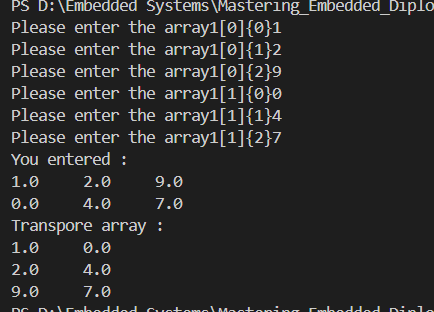 PS D:\Embedded Systems\Mastering_Embedded_Diplo
Please enter the array1[0]{0}1
Please enter the array1[0]{1}2
Please enter the array1[0]{2}9
Please enter the array1[1]{0}0
Please enter the array1[1]{1}4
Please enter the array1[1]{2}7
You entered :
1.0 2.0 9.0
0.0 4.0 7.0
Transpore array :
1.0 0.0
2.0 4.0
9.0 7.0
PS D:\Embedded Systems\Mastering_Embedded_Diplo